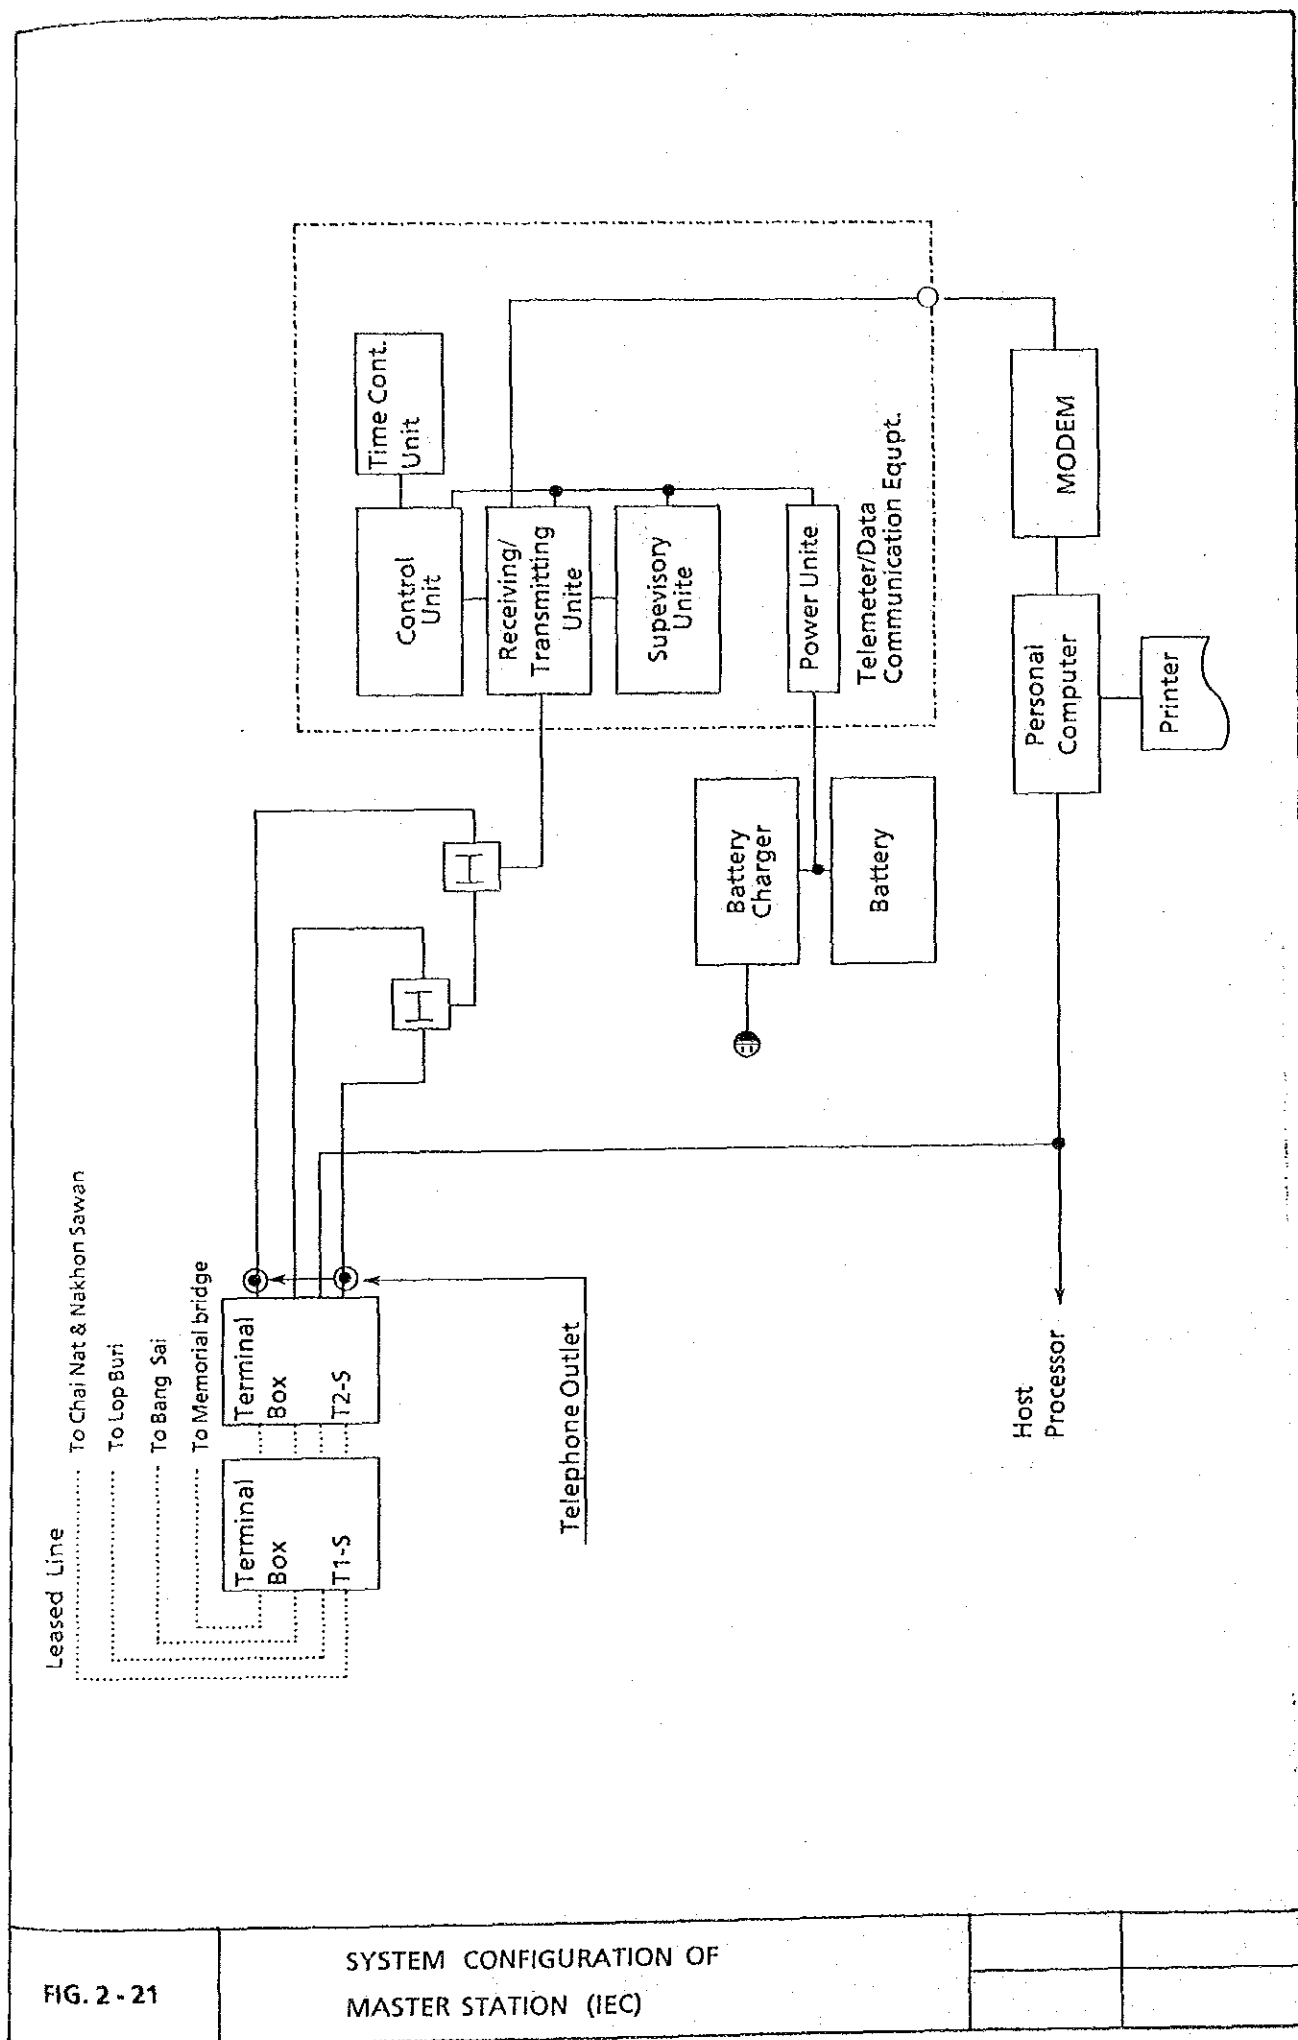 Leased Line
To Chai Nat & Nakhon Sawan
To Lop Buri
To Bang Sai
To Memorial bridge
Terminal
Box
T1-S
Terminal
Box
T2-S
Telephone Outlet
H
H
Control
Unit
Time Cont.
Unit
Receiving/
Transmitting
Unite
Supevisory
Unite
Power Unite
Telemeter/Data
Communication Equpt.
Battery
Charger
Battery
Host
Processor
Personal
Computer
MODEM
Printer
FIG. 2 - 21
SYSTEM CONFIGURATION OF
MASTER STATION (IEC)